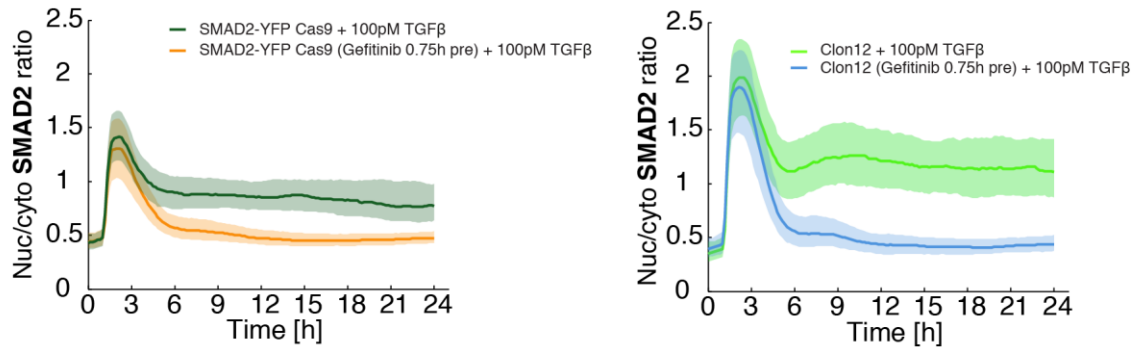 SMAD2-YFP Cas9 + 100pM TGFβ
SMAD2-YFP Cas9 (Gefitinib 0.75h pre) + 100pM TGFβ
Nuc/cyto SMAD2 ratio
2.5
2
1.5
1
0.5
0
0 3 6 9 12 15 18 21 24
Time [h]
Clon12 + 100pM TGFβ
Clon12 (Gefitinib 0.75h pre) + 100pM TGFβ
Nuc/cyto SMAD2 ratio
2.5
2
1.5
1
0.5
0
0 3 6 9 12 15 18 21 24
Time [h]